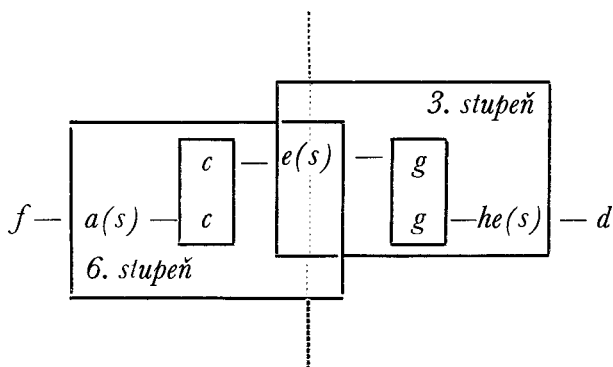 3. stupeň
c — e(s) — g
f — a(s) — c g — he(s) — d
6. stupeň